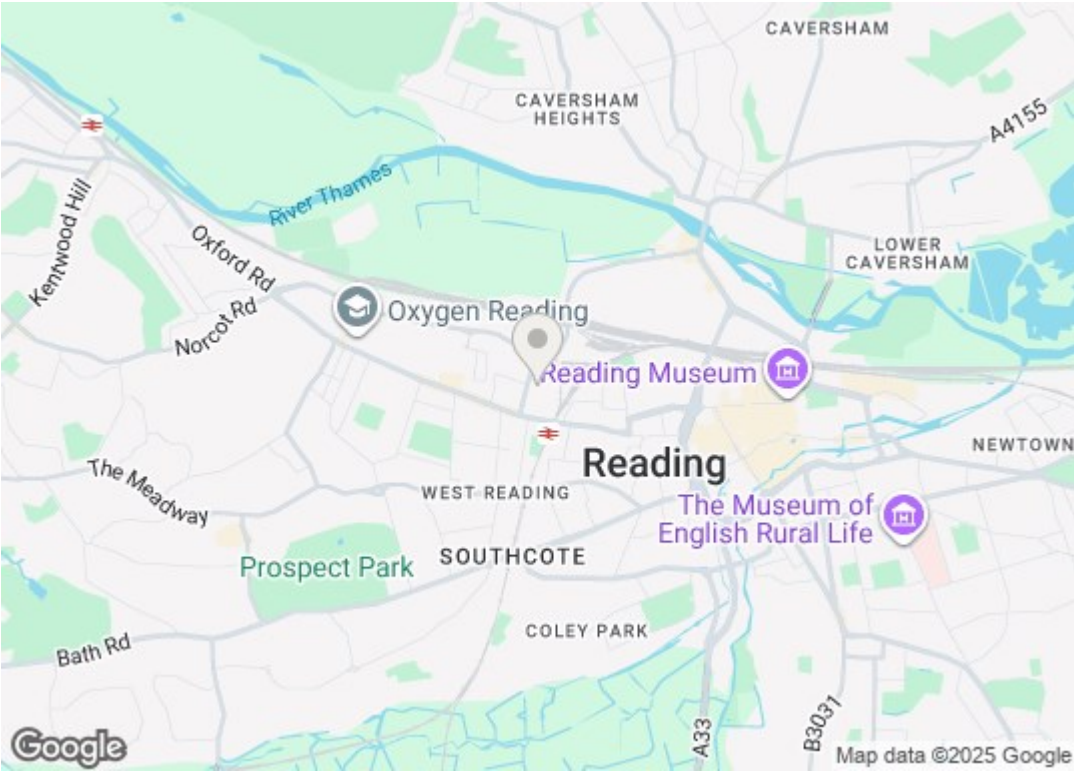 CAVERSHAM
CAVERSHAM
HEIGHTS
A4155
River Thames
Kentwood Hill
Oxford Rd
LOWER
CAVERSHAM
Norcot Rd
Oxygen Reading
Reading Museum
NEWTOWN
Reading
The Meadway
WEST READING
The Museum of
English Rural Life
SOUTHCOTE
Prospect Park
COLEY PARK
Bath Rd
A33
B3031
Google
Map data ©2025 Google